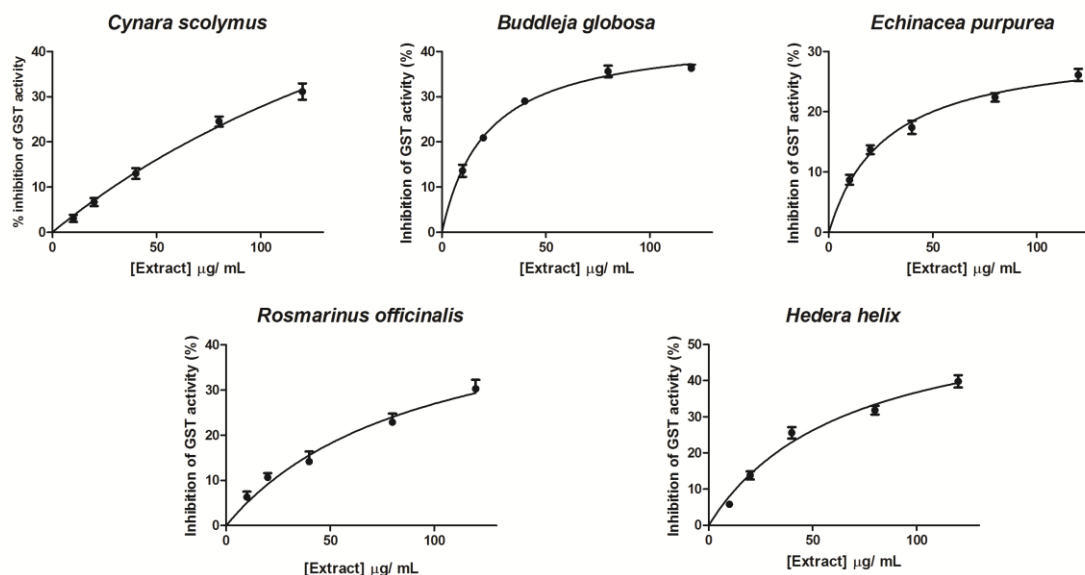 Cynara scolymus
% inhibition of GST activity
40
30
20
10
0
0 50 100
[Extract] μg/ mL
Buddleja globosa
Inhibition of GST activity (%)
40
30
20
10
0
0 50 100
[Extract] μg/ mL
Echinacea purpurea
Inhibition of GST activity (%)
30
20
10
0
0 50 100
[Extract] μg/ mL
Rosmarinus officinalis
Inhibition of GST activity (%)
40
30
20
10
0
0 50 100
[Extract] μg/ mL
Hedera helix
Inhibition of GST activity (%)
50
40
30
20
10
0
0 50 100
[Extract] μg/ mL